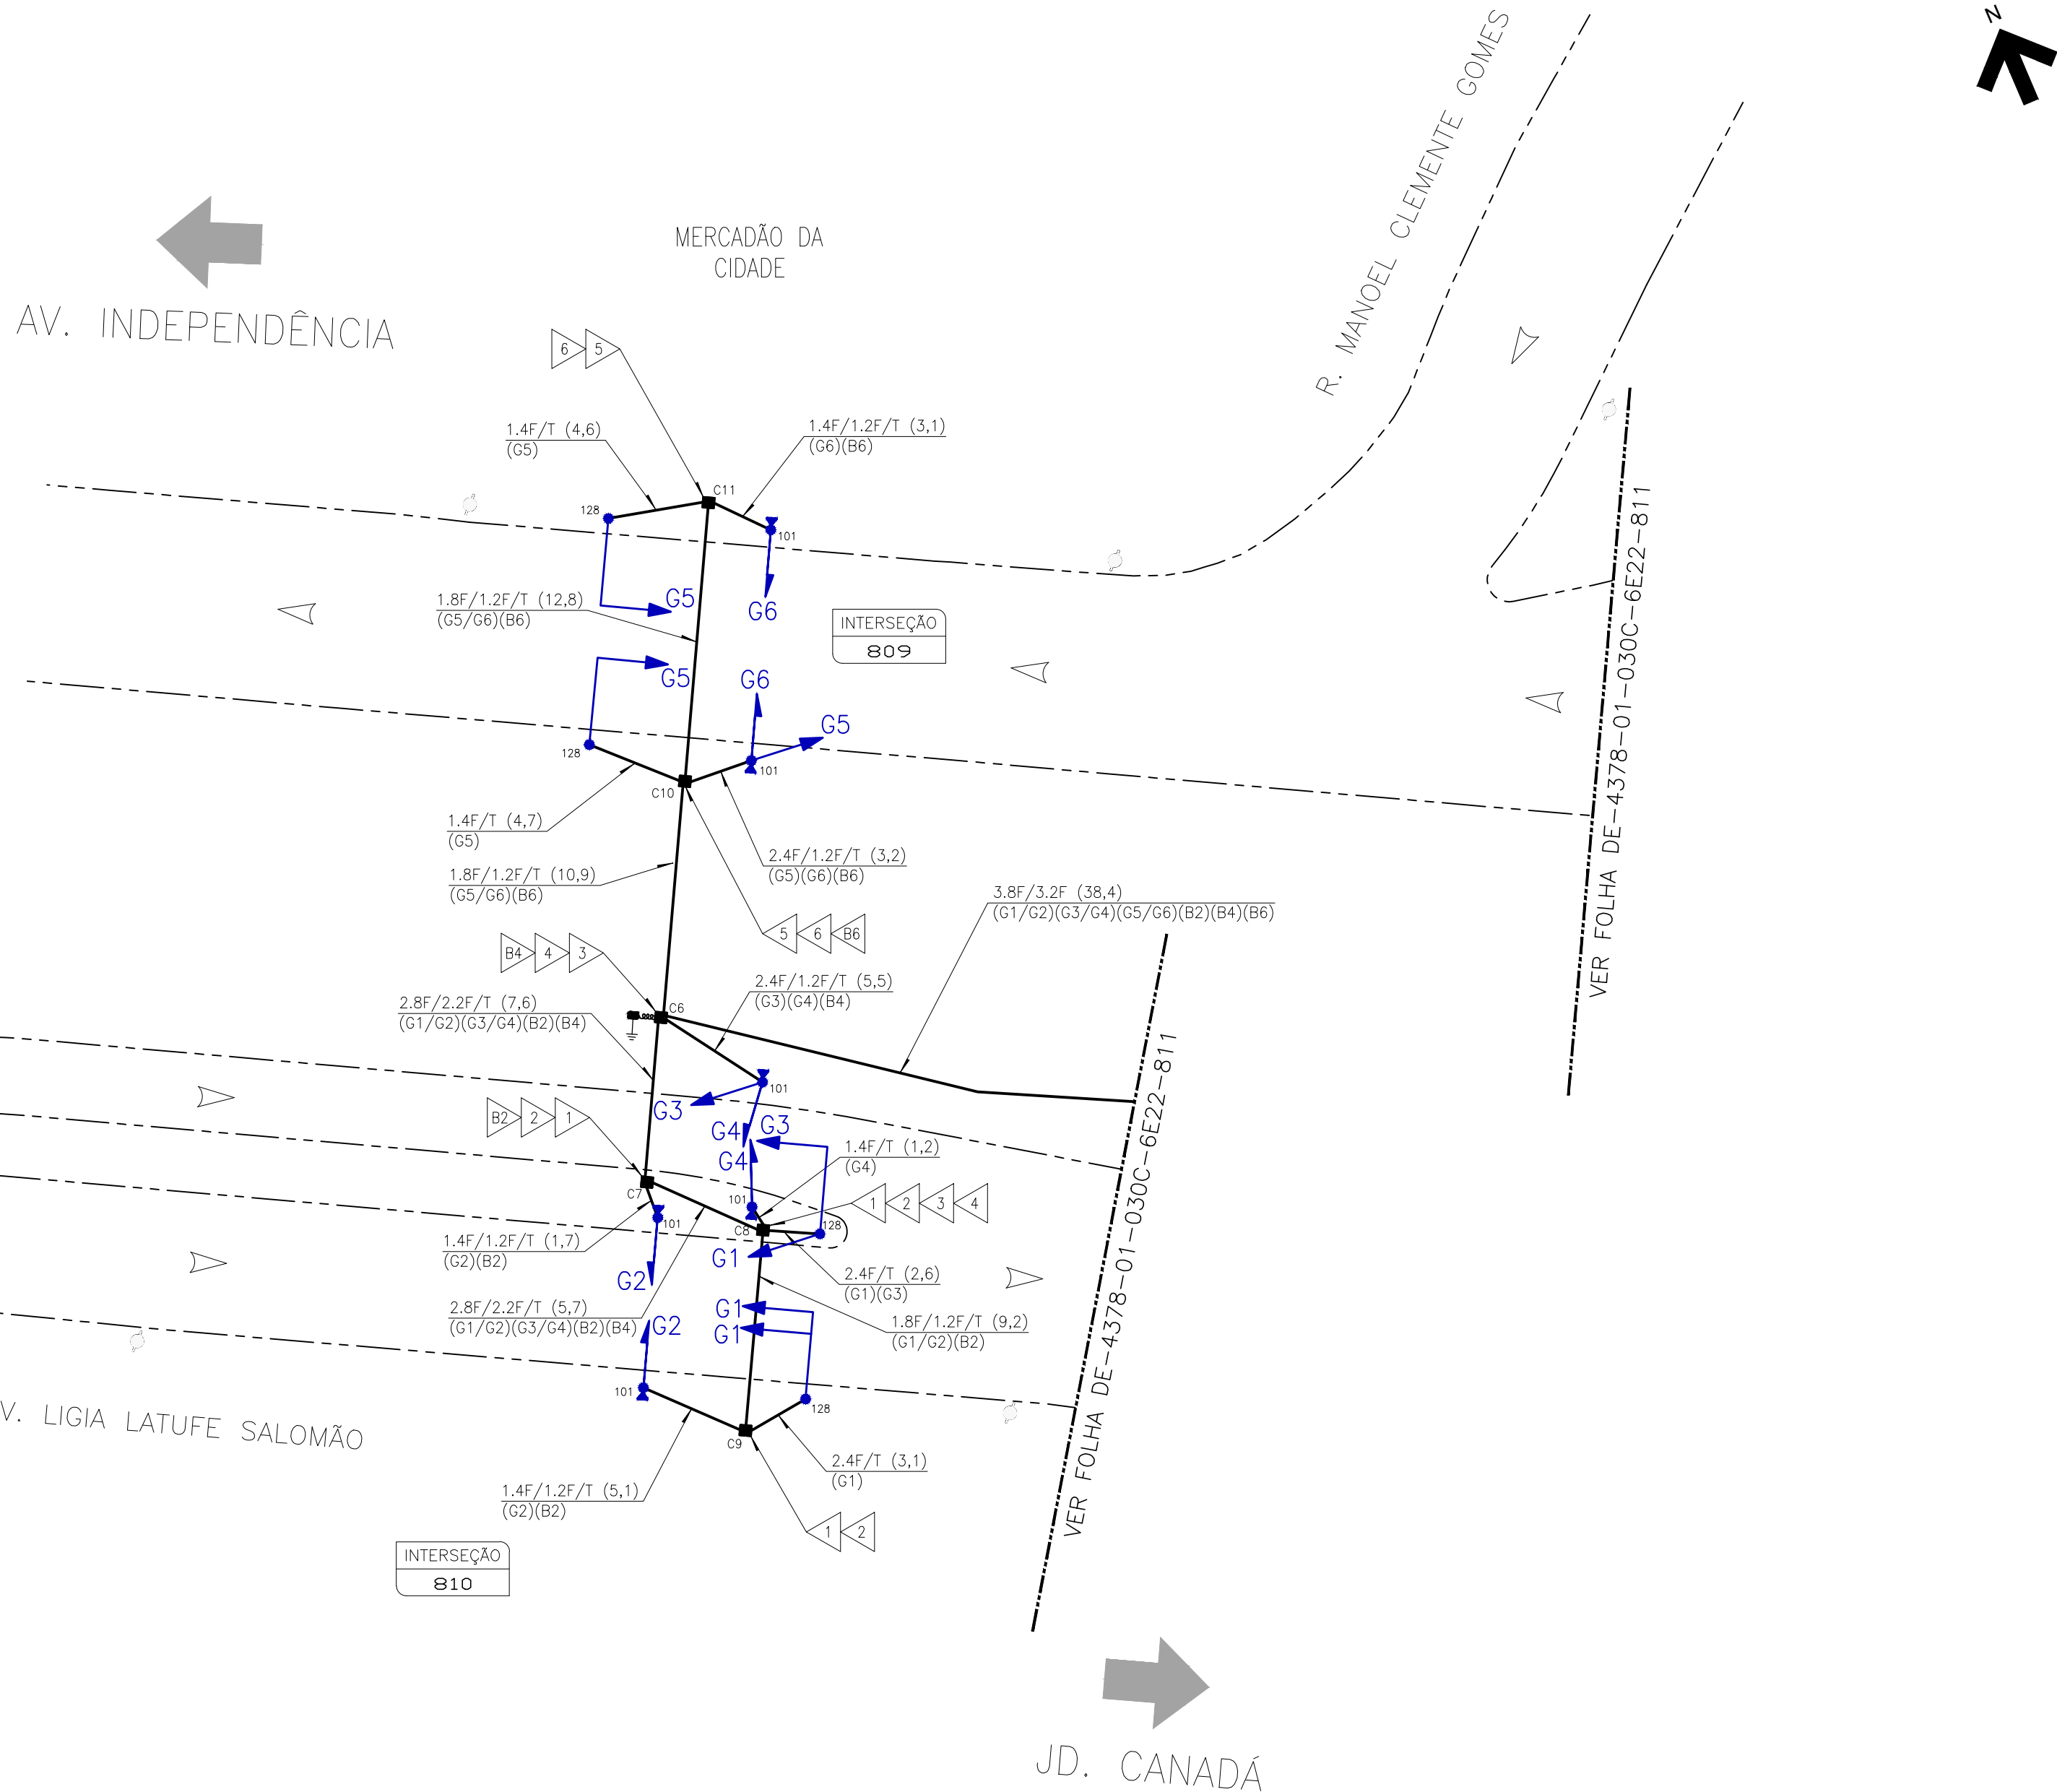 N
R. MANOEL CLEMENTE GOMES
MERCADÃO DA
CIDADE
AV. INDEPENDÊNCIA
6 5
1.4F/T (4,6)
(G5)
1.4F/1.2F/T (3,1)
(G6)(B6)
C11
128
101
1.8F/1.2F/T (12,8)
(G5/G6)(B6)
G5
G6
INTERSEÇÃO
809
G5
G6
G5
128
101
C10
1.4F/T (4,7)
(G5)
2.4F/1.2F/T (3,2)
(G5)(G6)(B6)
1.8F/1.2F/T (10,9)
(G5/G6)(B6)
3.8F/3.2F (38,4)
(G1/G2)(G3/G4)(G5/G6)(B2)(B4)(B6)
5 6 B6
B4 4 3
2.4F/1.2F/T (5,5)
(G3)(G4)(B4)
VER FOLHA DE-4378-01-030C-6E22-811
2.8F/2.2F/T (7,6)
(G1/G2)(G3/G4)(B2)(B4)
C6
101
G3
B2 2 1
G4
G3
G4
1.4F/T (1,2)
(G4)
C7
101
101
1 2 3 4
128
C8
1.4F/1.2F/T (1,7)
(G2)(B2)
G1
G2
2.4F/T (2,6)
(G1)(G3)
2.8F/2.2F/T (5,7)
(G1/G2)(G3/G4)(B2)(B4)
G2
G1
G1
1.8F/1.2F/T (9,2)
(G1/G2)(B2)
VER FOLHA DE-4378-01-030C-6E22-811
101
128
V. LIGIA LATUFE SALOMÃO
C9
2.4F/T (3,1)
(G1)
1.4F/1.2F/T (5,1)
(G2)(B2)
1 2
INTERSEÇÃO
810
JD. CANADÁ